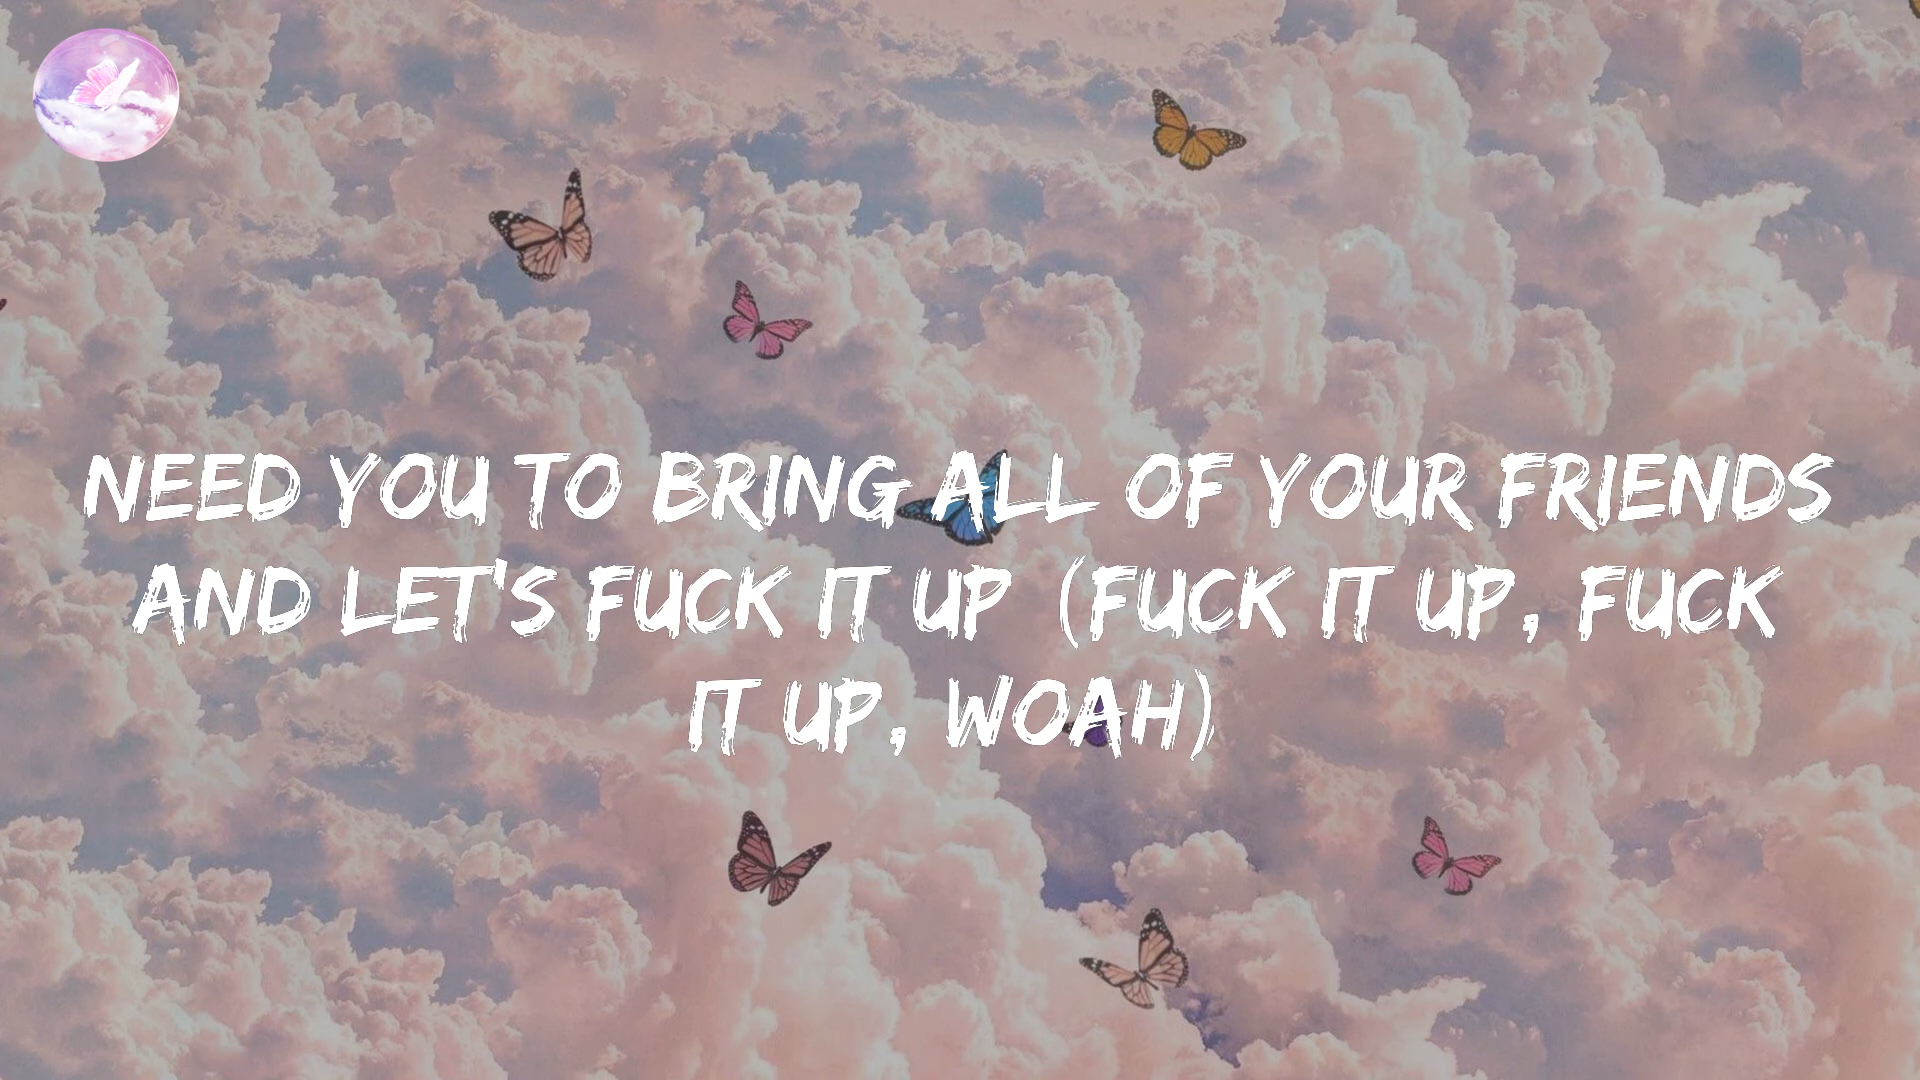 NEED YOU TO BRING ALL OF YOUR FRIENDS
AND LET'S FUCK IT UP (FUCK IT UP, FUCK
IT UP, WOAH)